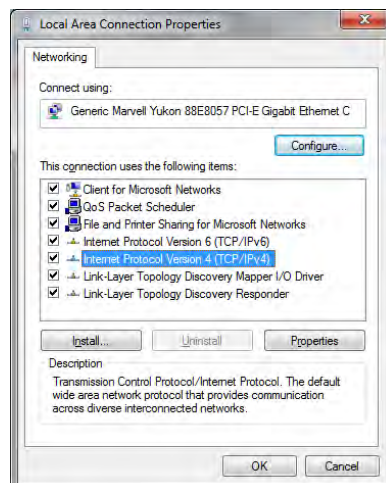 Local Area Connection Properties
Networking
Connect using:
Generic Marvell Yukon 88E8057 PCI-E Gigabit Ethernet C
Configure...
This connection uses the following items:
Client for Microsoft Networks
QoS Packet Scheduler
File and Printer Sharing for Microsoft Networks
Internet Protocol Version 6 (TCP/IPv6)
Internet Protocol Version 4 (TCP/IPv4)
Link-Layer Topology Discovery Mapper I/O Driver
Link-Layer Topology Discovery Responder
Install... Uninstall Properties
Description
Transmission Control Protocol/Internet Protocol. The default
wide area network protocol that provides communication
across diverse interconnected networks.
OK Cancel